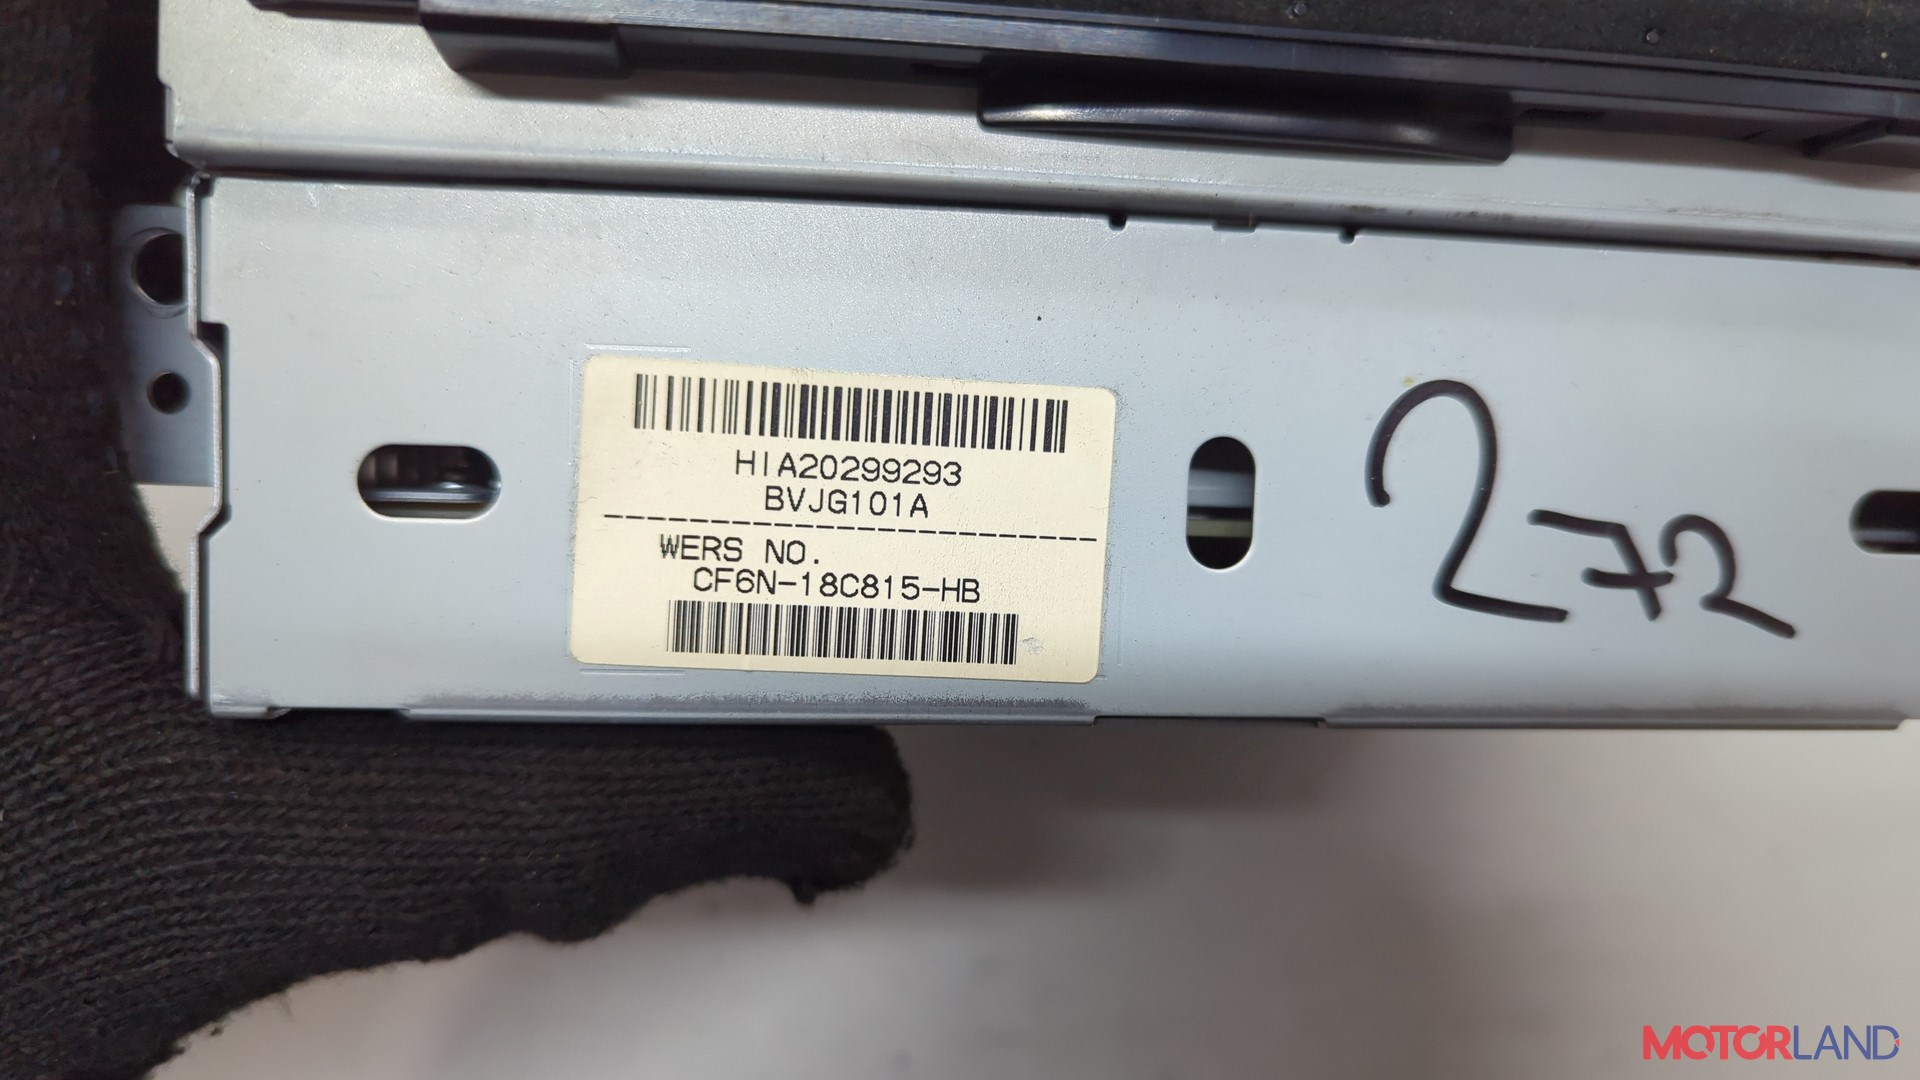 HIA20299293
BVJG101A
WERS NO.
CF6N-18C815-HB
272
MOTORLAND